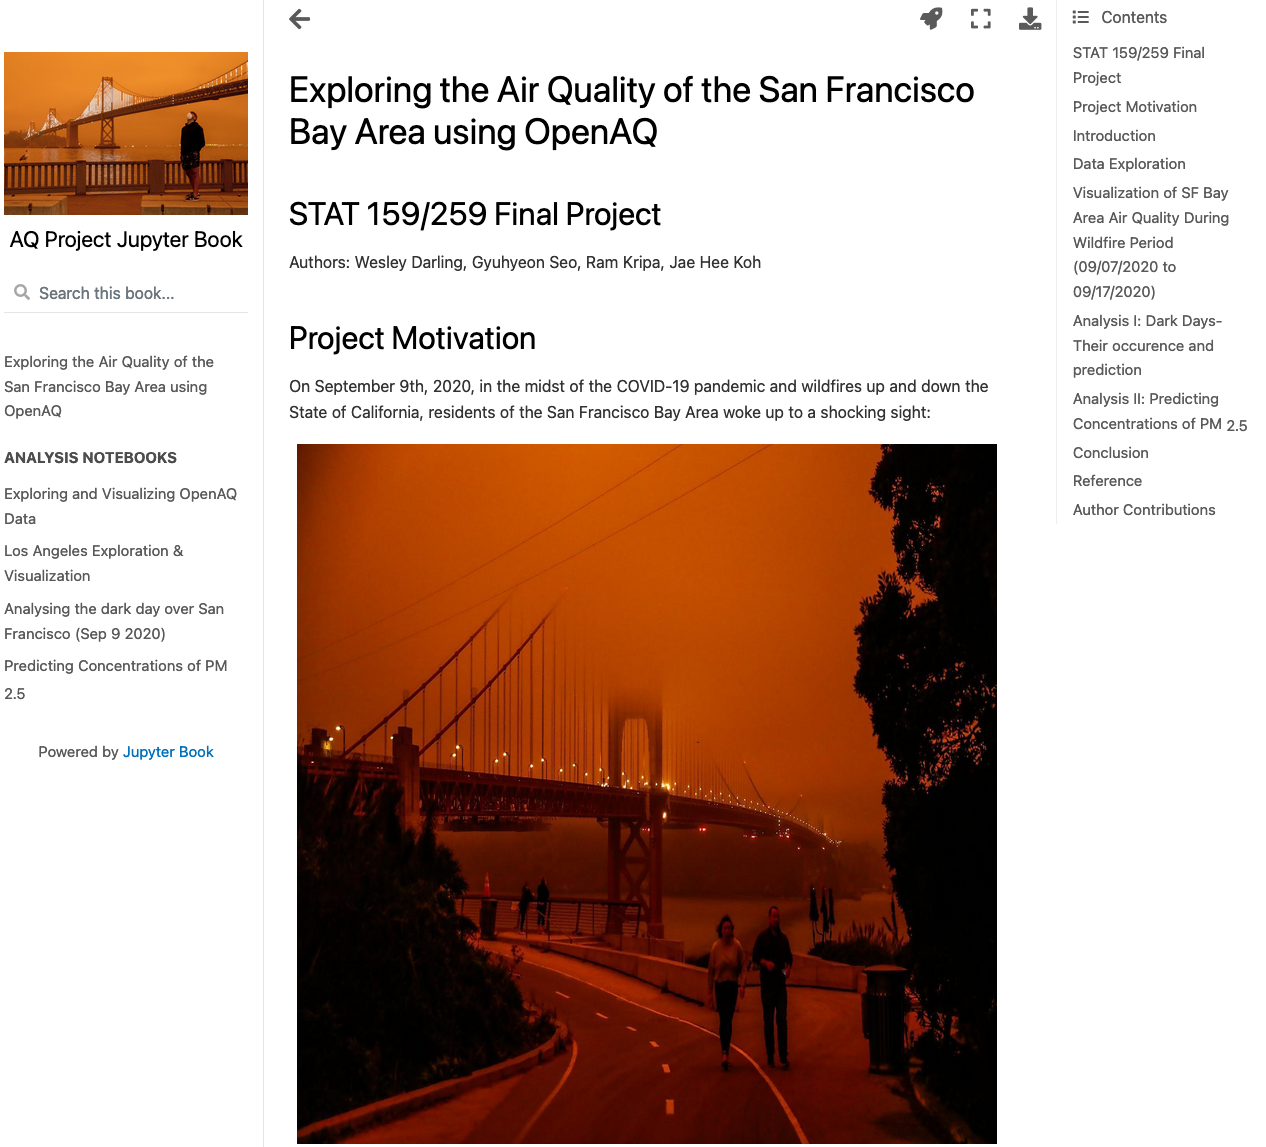 AQ Project Jupyter Book
Search this book...
Exploring the Air Quality of the
San Francisco Bay Area using
OpenAQ
ANALYSIS NOTEBOOKS
Exploring and Visualizing OpenAQ
Data
Los Angeles Exploration &
Visualization
Analysing the dark day over San
Francisco (Sep 9 2020)
Predicting Concentrations of PM
2.5
Powered by Jupyter Book
Exploring the Air Quality of the San Francisco
Bay Area using OpenAQ
STAT 159/259 Final Project
Authors: Wesley Darling, Gyuhyeon Seo, Ram Kripa, Jae Hee Koh
Project Motivation
On September 9th, 2020, in the midst of the COVID-19 pandemic and wildfires up and down the
State of California, residents of the San Francisco Bay Area woke up to a shocking sight:
Contents
STAT 159/259 Final
Project
Project Motivation
Introduction
Data Exploration
Visualization of SF Bay
Area Air Quality During
Wildfire Period
(09/07/2020 to
09/17/2020)
Analysis I: Dark Days-
Their occurence and
prediction
Analysis II: Predicting
Concentrations of PM 2.5
Conclusion
Reference
Author Contributions